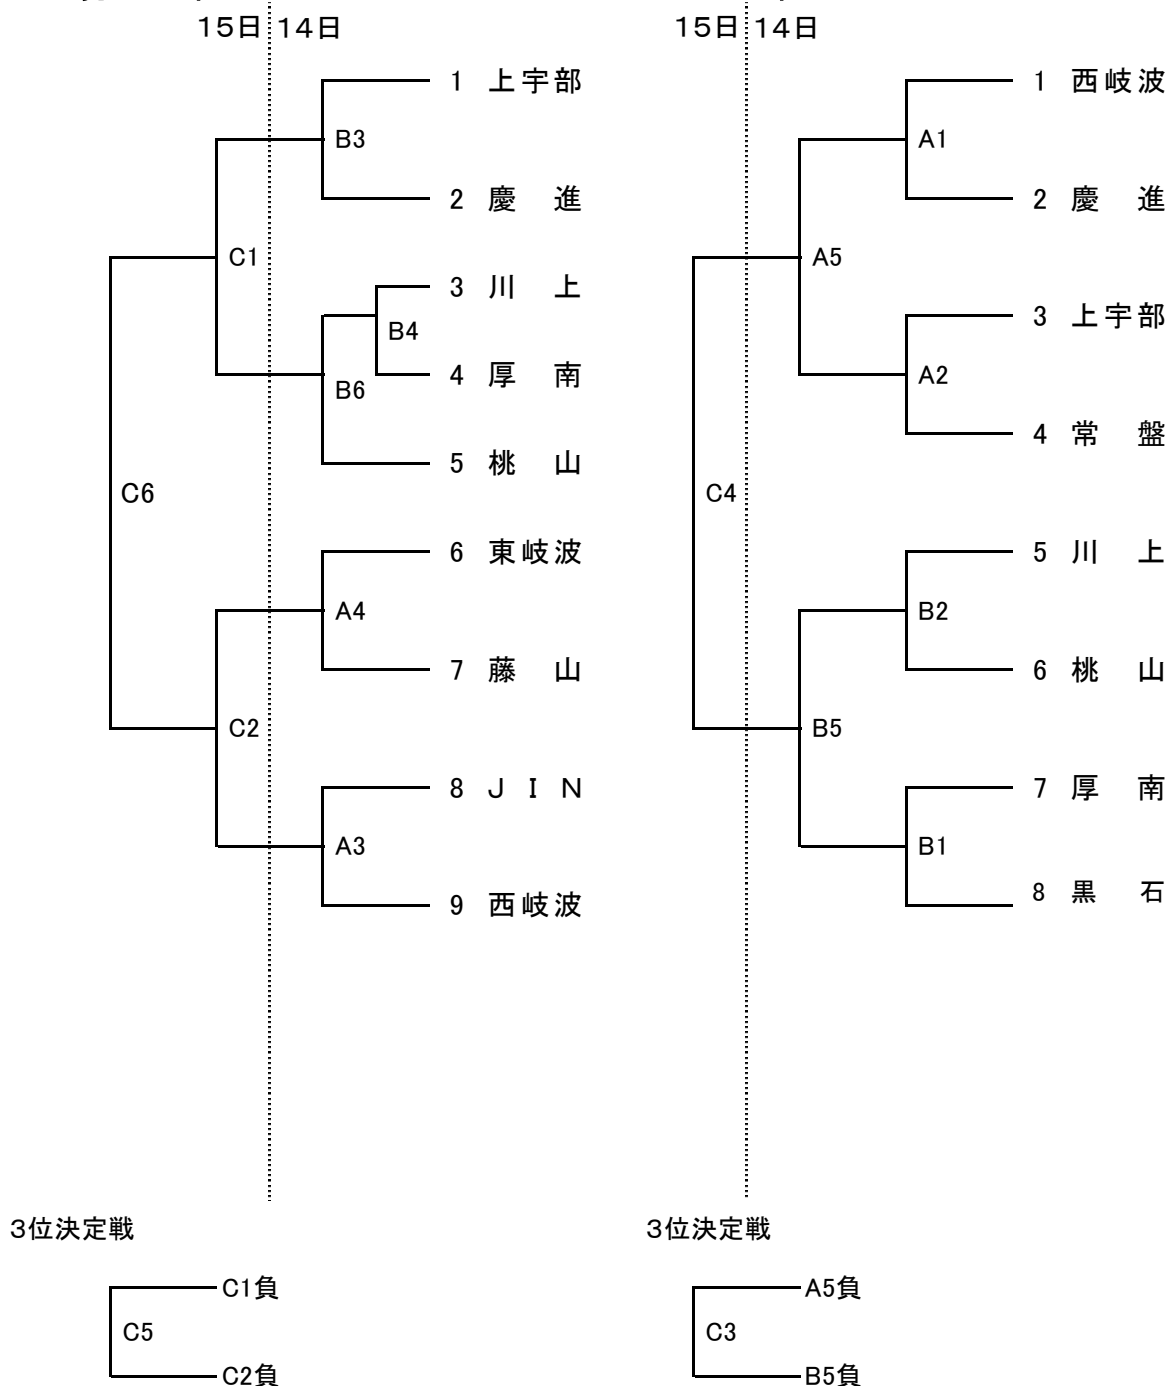 15日 14日
1 上宇部
B3
2 慶 進
C1
3 川 上
B4
4 厚 南
B6
5 桃 山
C6
6 東岐波
A4
7 藤 山
C2
8 ＪＩＮ
A3
9 西岐波
3位決定戦
C1負
C5
C2負
15日 14日
1 西岐波
A1
2 慶 進
A5
3 上宇部
A2
4 常 盤
C4
5 川 上
B2
6 桃 山
B5
7 厚 南
B1
8 黒 石
3位決定戦
A5負
C3
B5負